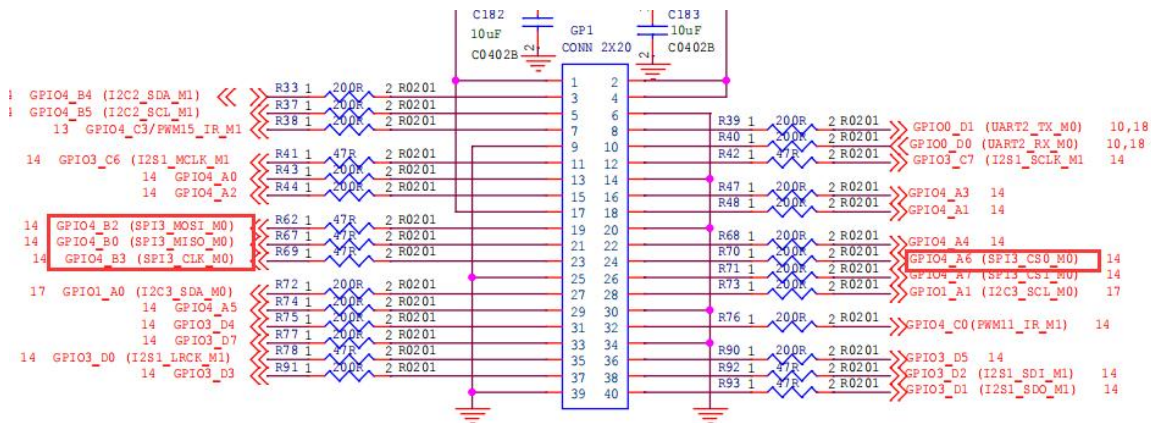 C182
10uF
C0402B
2
C183
10uF
C0402B
2
GP1
CONN 2X20
GPIO4_B4 (I2C2_SDA_M1) R33 1 200R 2 R0201 3
GPIO4_B5 (I2C2_SCL_M1) R37 1 200R 2 R0201 5
13 GPIO4_C3/PWM15_IR_M1 R38 1 200R 2 R0201 7
14 GPIO3_C6 (I2S1_MCLK_M1 R41 1 47R 2 R0201 11
14 GPIO4_A0 R43 1 200R 2 R0201 13
14 GPIO4_A2 R44 1 200R 2 R0201 15
14 GPIO4_B2 (SPI3_MOSI_M0) R62 1 47R 2 R0201 19
14 GPIO4_B0 (SPI3_MISO_M0) R67 1 47R 2 R0201 21
14 GPIO4_B3 (SPI3_CLK_M0) R69 1 47R 2 R0201 23
17 GPIO1_A0 (I2C3_SDA_M0) R72 1 200R 2 R0201 27
14 GPIO4_A5 R74 1 200R 2 R0201 29
14 GPIO3_D4 R75 1 200R 2 R0201 31
14 GPIO3_D7 R77 1 200R 2 R0201 33
14 GPIO3_D0 (I2S1_LRCK_M1) R78 1 47R 2 R0201 35
14 GPIO3_D3 R91 1 200R 2 R0201 37
1 2
4
6
8 R39 1 200R 2 R0201 GPIO0_D1 (UART2_TX_M0) 10,18
9 10 R40 1 200R 2 R0201 GPIO0_D0 (UART2_RX_M0) 10,18
12 R42 1 47R 2 R0201 GPIO3_C7 (I2S1_SCLK_M1 14
14
16 R47 1 200R 2 R0201 GPIO4_A3 14
17 18 R48 1 200R 2 R0201 GPIO4_A1 14
20
22 R68 1 200R 2 R0201 GPIO4_A4 14
24 R70 1 200R 2 R0201 GPIO4_A6 (SPI3_CS0_M0) 14
25 26 R71 1 200R 2 R0201 GPIO4_A7 (SPI3_CS1_M0) 14
28 R73 1 200R 2 R0201 GPIO1_A1 (I2C3_SCL_M0) 17
30
32 R76 1 200R 2 R0201 GPIO4_C0(PWM11_IR_M1) 14
34
36 R90 1 200R 2 R0201 GPIO3_D5 14
38 R92 1 47R 2 R0201 GPIO3_D2 (I2S1_SDI_M1) 14
39 40 R93 1 47R 2 R0201 GPIO3_D1 (I2S1_SDO_M1) 14